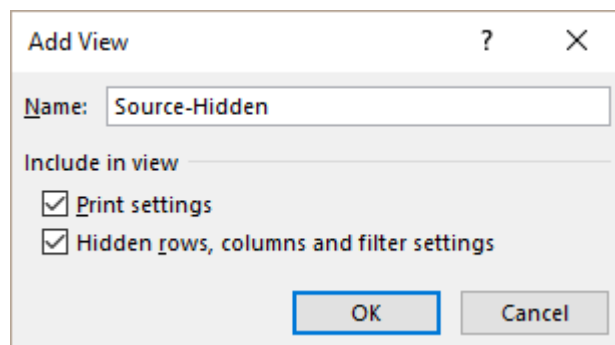 Add View ?
Name: Source-Hidden
Include in view
Print settings
Hidden rows, columns and filter settings
OK Cancel